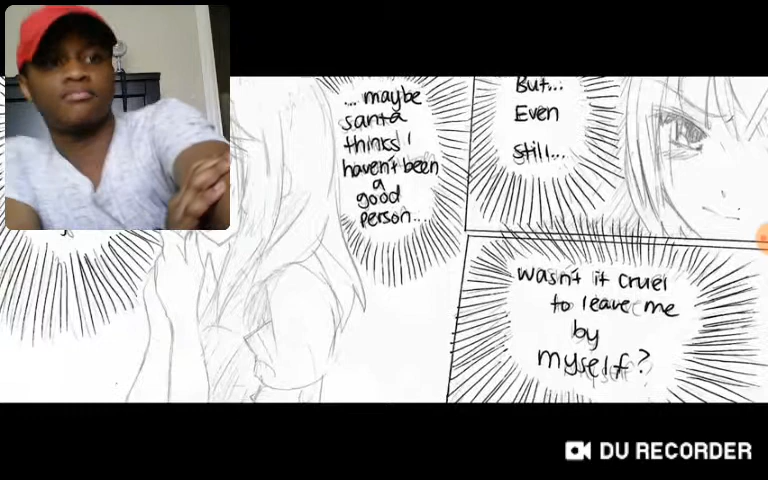 ... maybe
santa
thinks I
haven't been
a
good
person...
But...
Even
still...
wasn't it cruel
to leave me
by
myself?
DU RECORDER